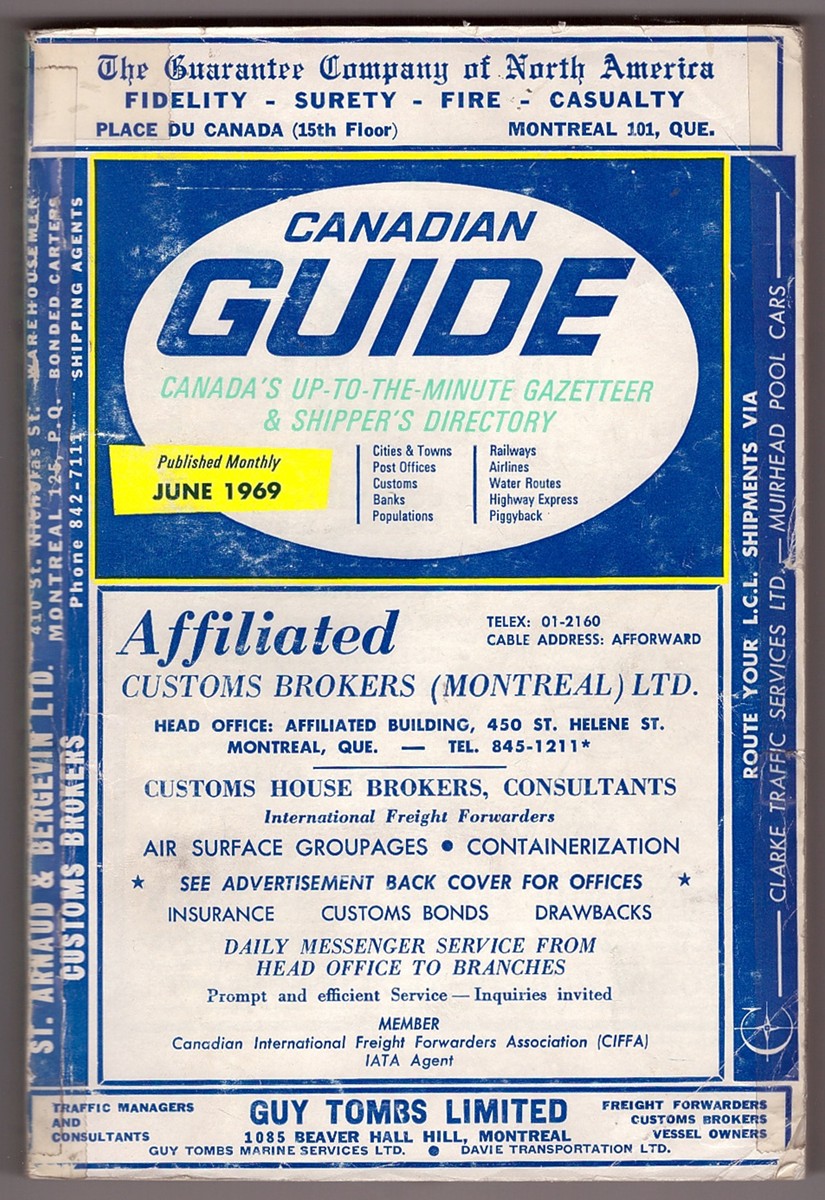 The Guarantee Company of North America
FIDELITY - SURETY - FIRE - CASUALTY
PLACE DU CANADA (15th Floor) MONTREAL 101, QUE.
ST. ARNAUD & BERGEVIN LTD. 410 St. Nicholas St. WAREHOUSEMEN
MONTREAL 125, P.Q. BONDED CARTERS
CUSTOMS BROKERS Phone 842-7111 SHIPPING AGENTS
CANADIAN
GUIDE
CANADA'S UP-TO-THE-MINUTE GAZETTEER
& SHIPPER'S DIRECTORY
Published Monthly
JUNE 1969
Cities & Towns
Post Offices
Customs
Banks
Populations
Railways
Airlines
Water Routes
Highway Express
Piggyback
Affiliated
TELEX: 01-2160
CABLE ADDRESS: AFFORWARD
CUSTOMS BROKERS (MONTREAL) LTD.
HEAD OFFICE: AFFILIATED BUILDING, 450 ST. HELENE ST.
MONTREAL, QUE. — TEL. 845-1211*
CUSTOMS HOUSE BROKERS, CONSULTANTS
International Freight Forwarders
AIR SURFACE GROUPAGES • CONTAINERIZATION
★ SEE ADVERTISEMENT BACK COVER FOR OFFICES ★
INSURANCE CUSTOMS BONDS DRAWBACKS
DAILY MESSENGER SERVICE FROM
HEAD OFFICE TO BRANCHES
Prompt and efficient Service — Inquiries invited
MEMBER
Canadian International Freight Forwarders Association (CIFFA)
IATA Agent
ROUTE YOUR L.C.L. SHIPMENTS VIA
CLARKE TRAFFIC SERVICES LTD. — MUIRHEAD POOL CARS
TRAFFIC MANAGERS
AND
CONSULTANTS
GUY TOMBS LIMITED
1085 BEAVER HALL HILL, MONTREAL
FREIGHT FORWARDERS
CUSTOMS BROKERS
VESSEL OWNERS
GUY TOMBS MARINE SERVICES LTD. • DAVIE TRANSPORTATION LTD.